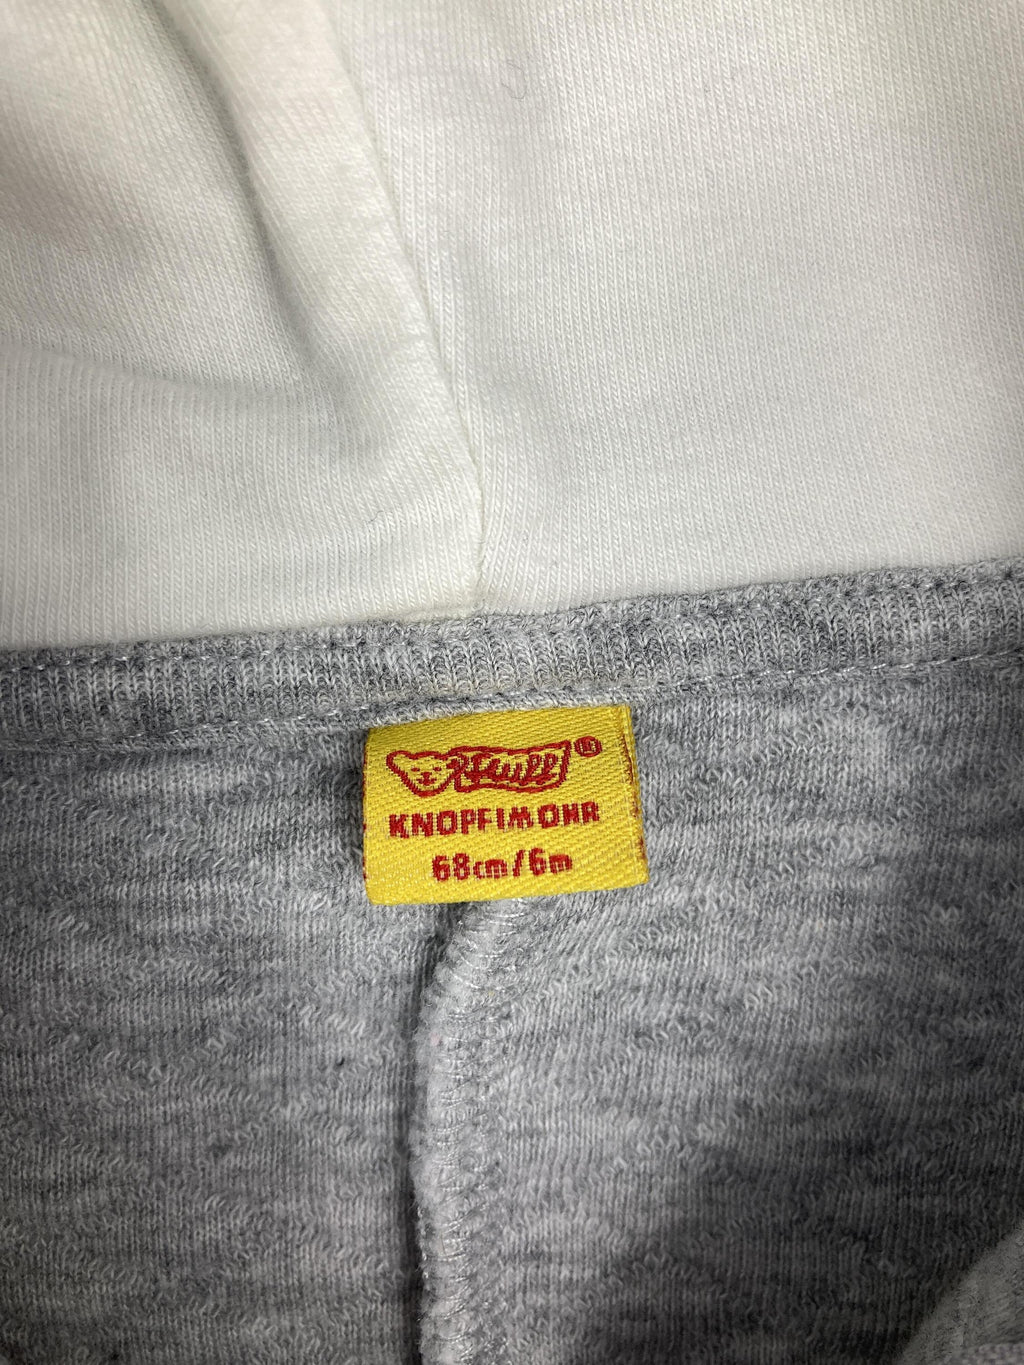 Steiff®
KNOPF IM OHR
68cm/6m